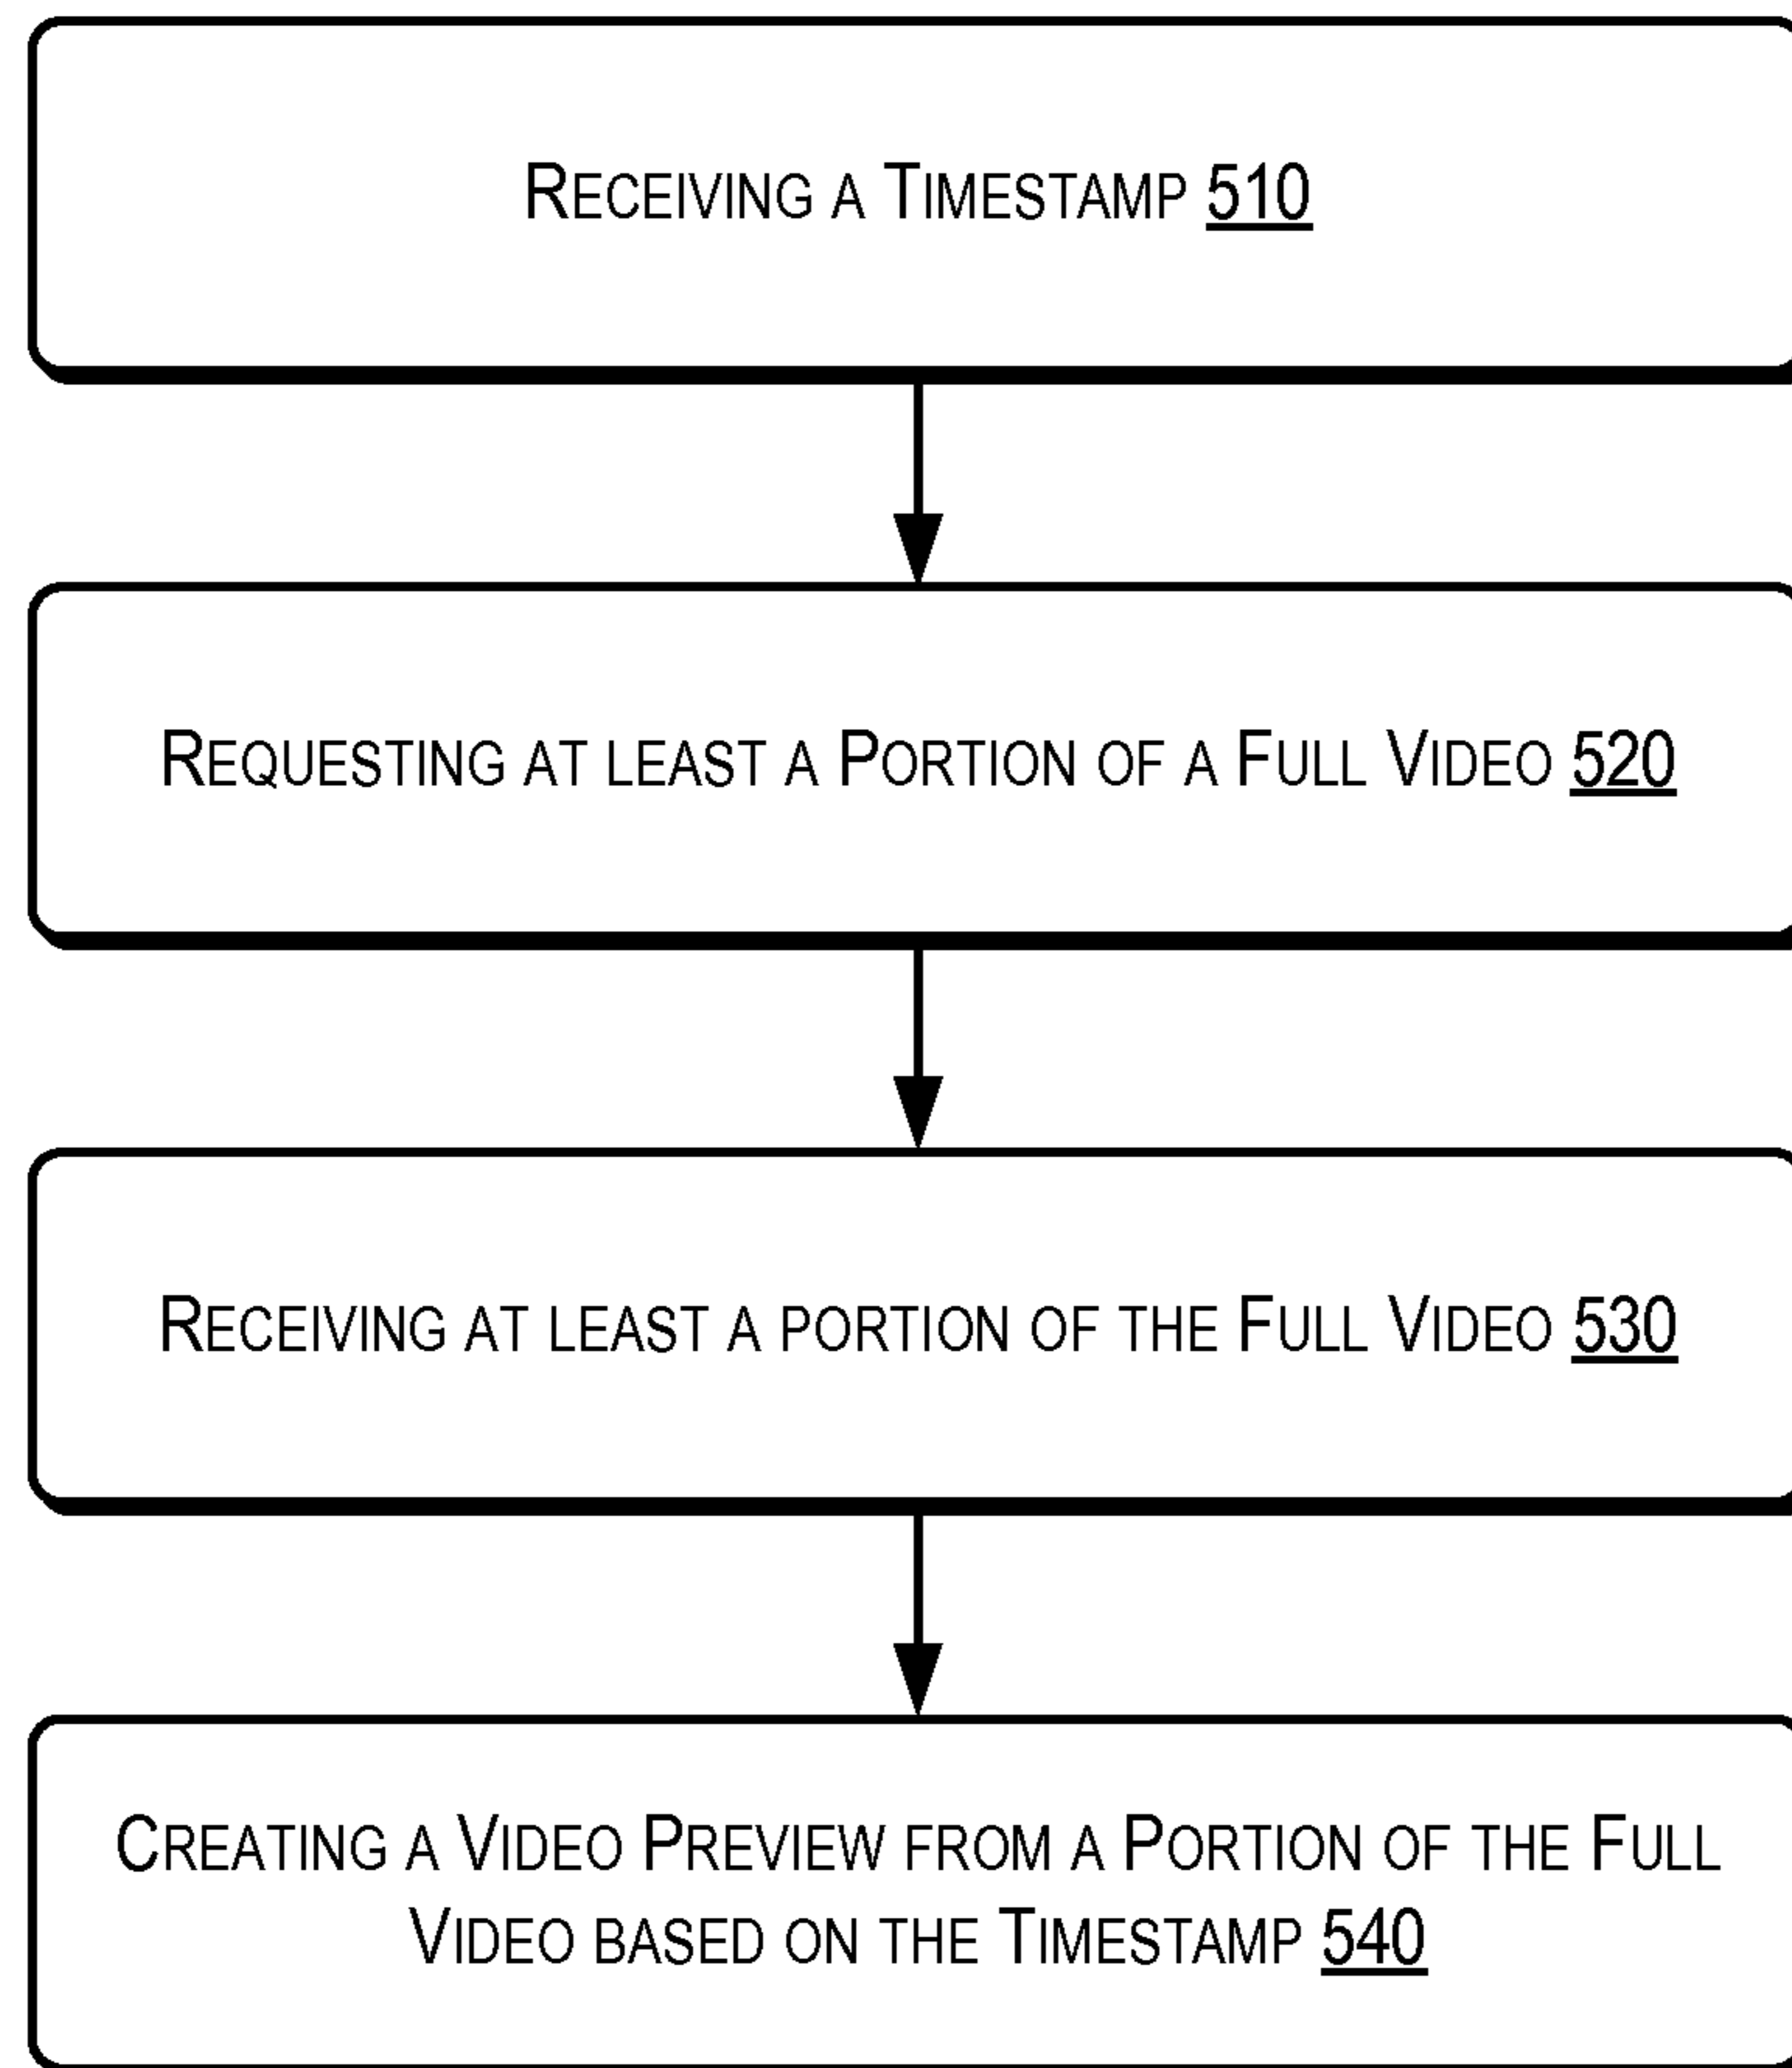 Receiving a Timestamp 510
Requesting at least a Portion of a Full Video 520
Receiving at least a portion of the Full Video 530
Creating a Video Preview from a Portion of the Full
Video based on the Timestamp 540